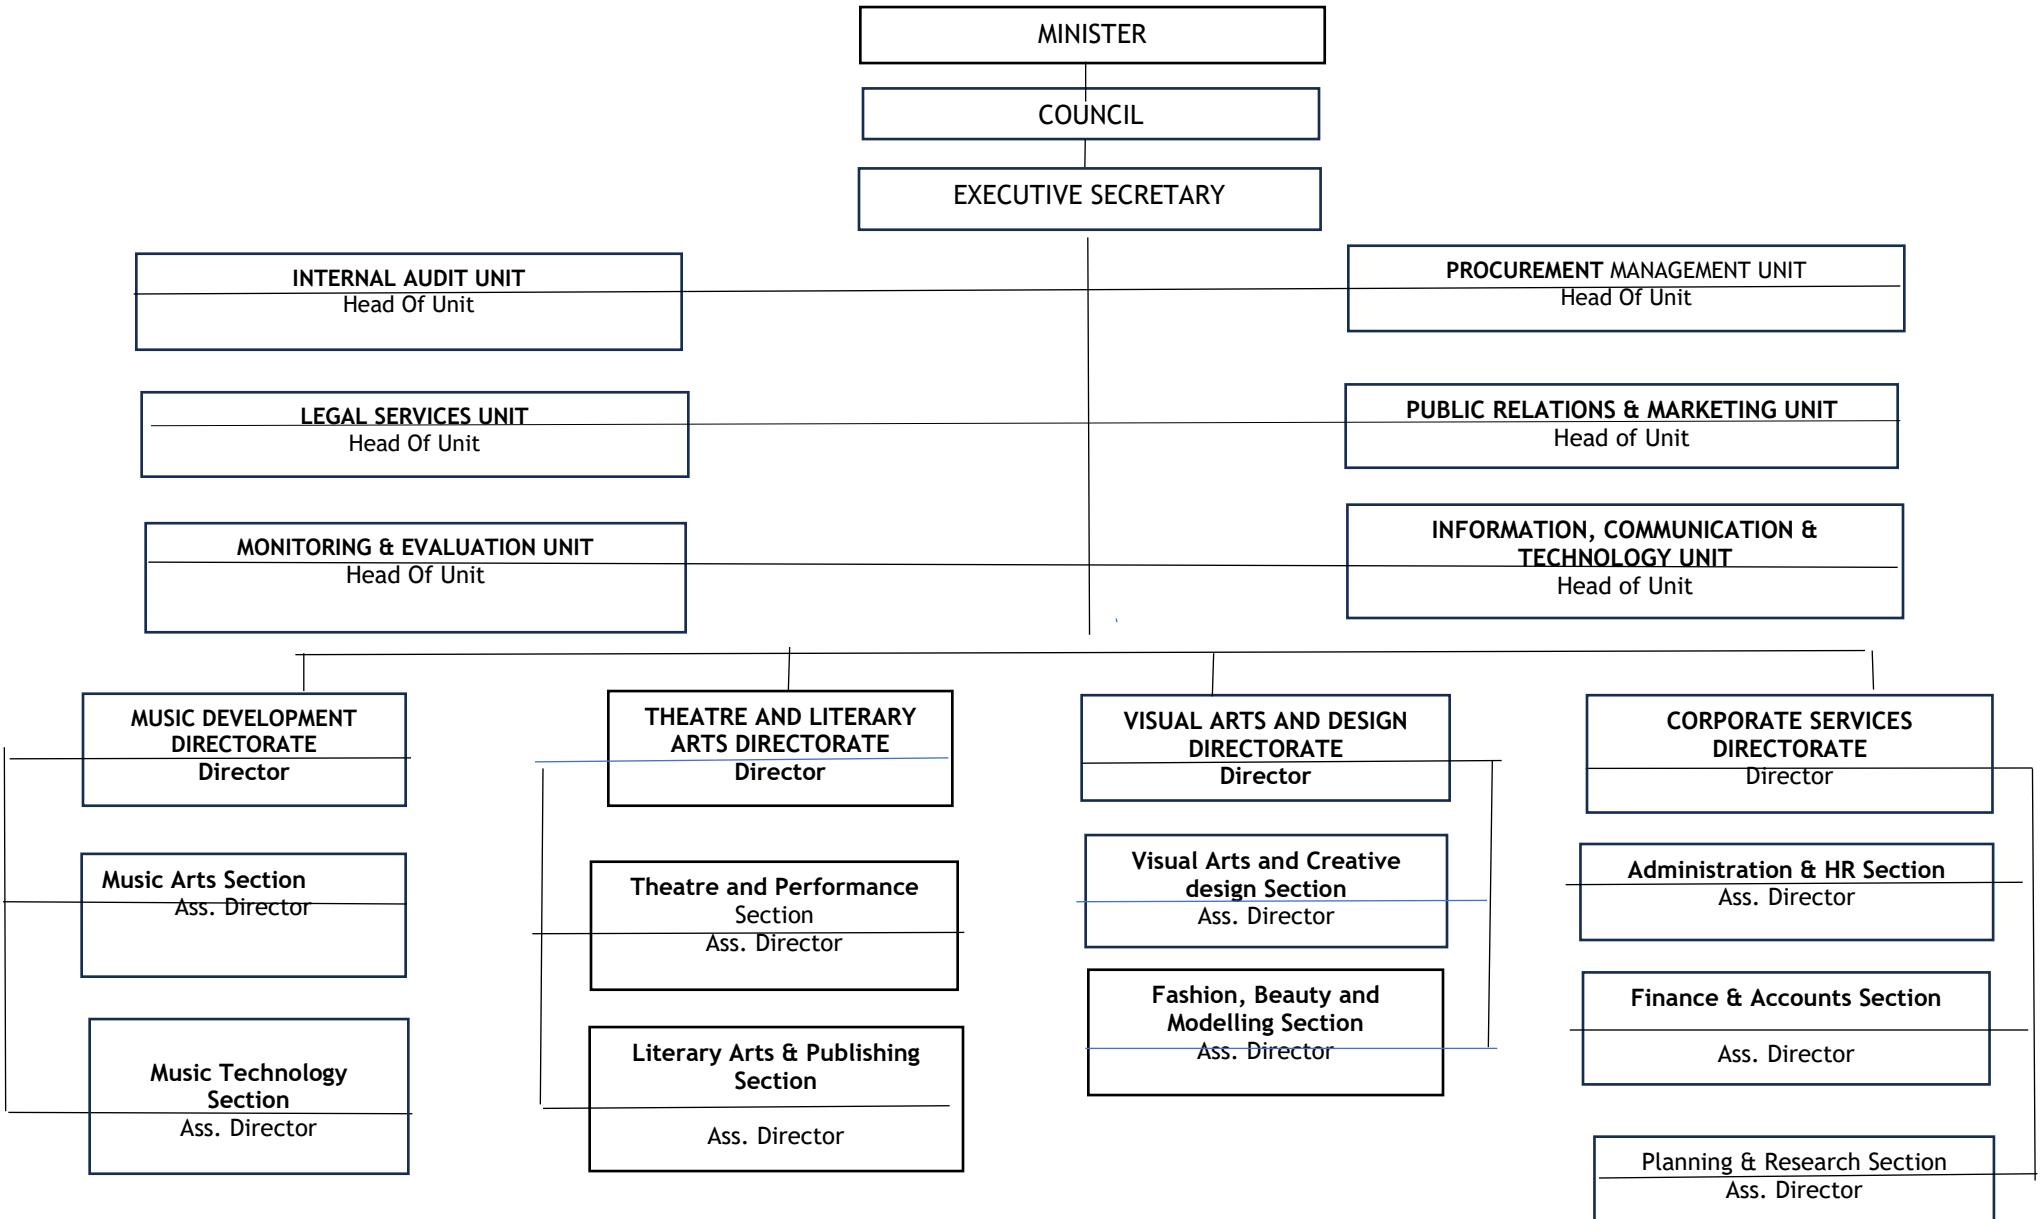 MINISTER
COUNCIL
EXECUTIVE SECRETARY
INTERNAL AUDIT UNIT
Head Of Unit
PROCUREMENT MANAGEMENT UNIT
Head Of Unit
LEGAL SERVICES UNIT
Head Of Unit
PUBLIC RELATIONS & MARKETING UNIT
Head of Unit
MONITORING & EVALUATION UNIT
Head Of Unit
INFORMATION, COMMUNICATION &
TECHNOLOGY UNIT
Head of Unit
MUSIC DEVELOPMENT
DIRECTORATE
Director
Music Arts Section
Ass. Director
Music Technology
Section
Ass. Director
THEATRE AND LITERARY
ARTS DIRECTORATE
Director
Theatre and Performance
Section
Ass. Director
Literary Arts & Publishing
Section
Ass. Director
VISUAL ARTS AND DESIGN
DIRECTORATE
Director
Visual Arts and Creative
design Section
Ass. Director
Fashion, Beauty and
Modelling Section
Ass. Director
CORPORATE SERVICES
DIRECTORATE
Director
Administration & HR Section
Ass. Director
Finance & Accounts Section
Ass. Director
Planning & Research Section
Ass. Director